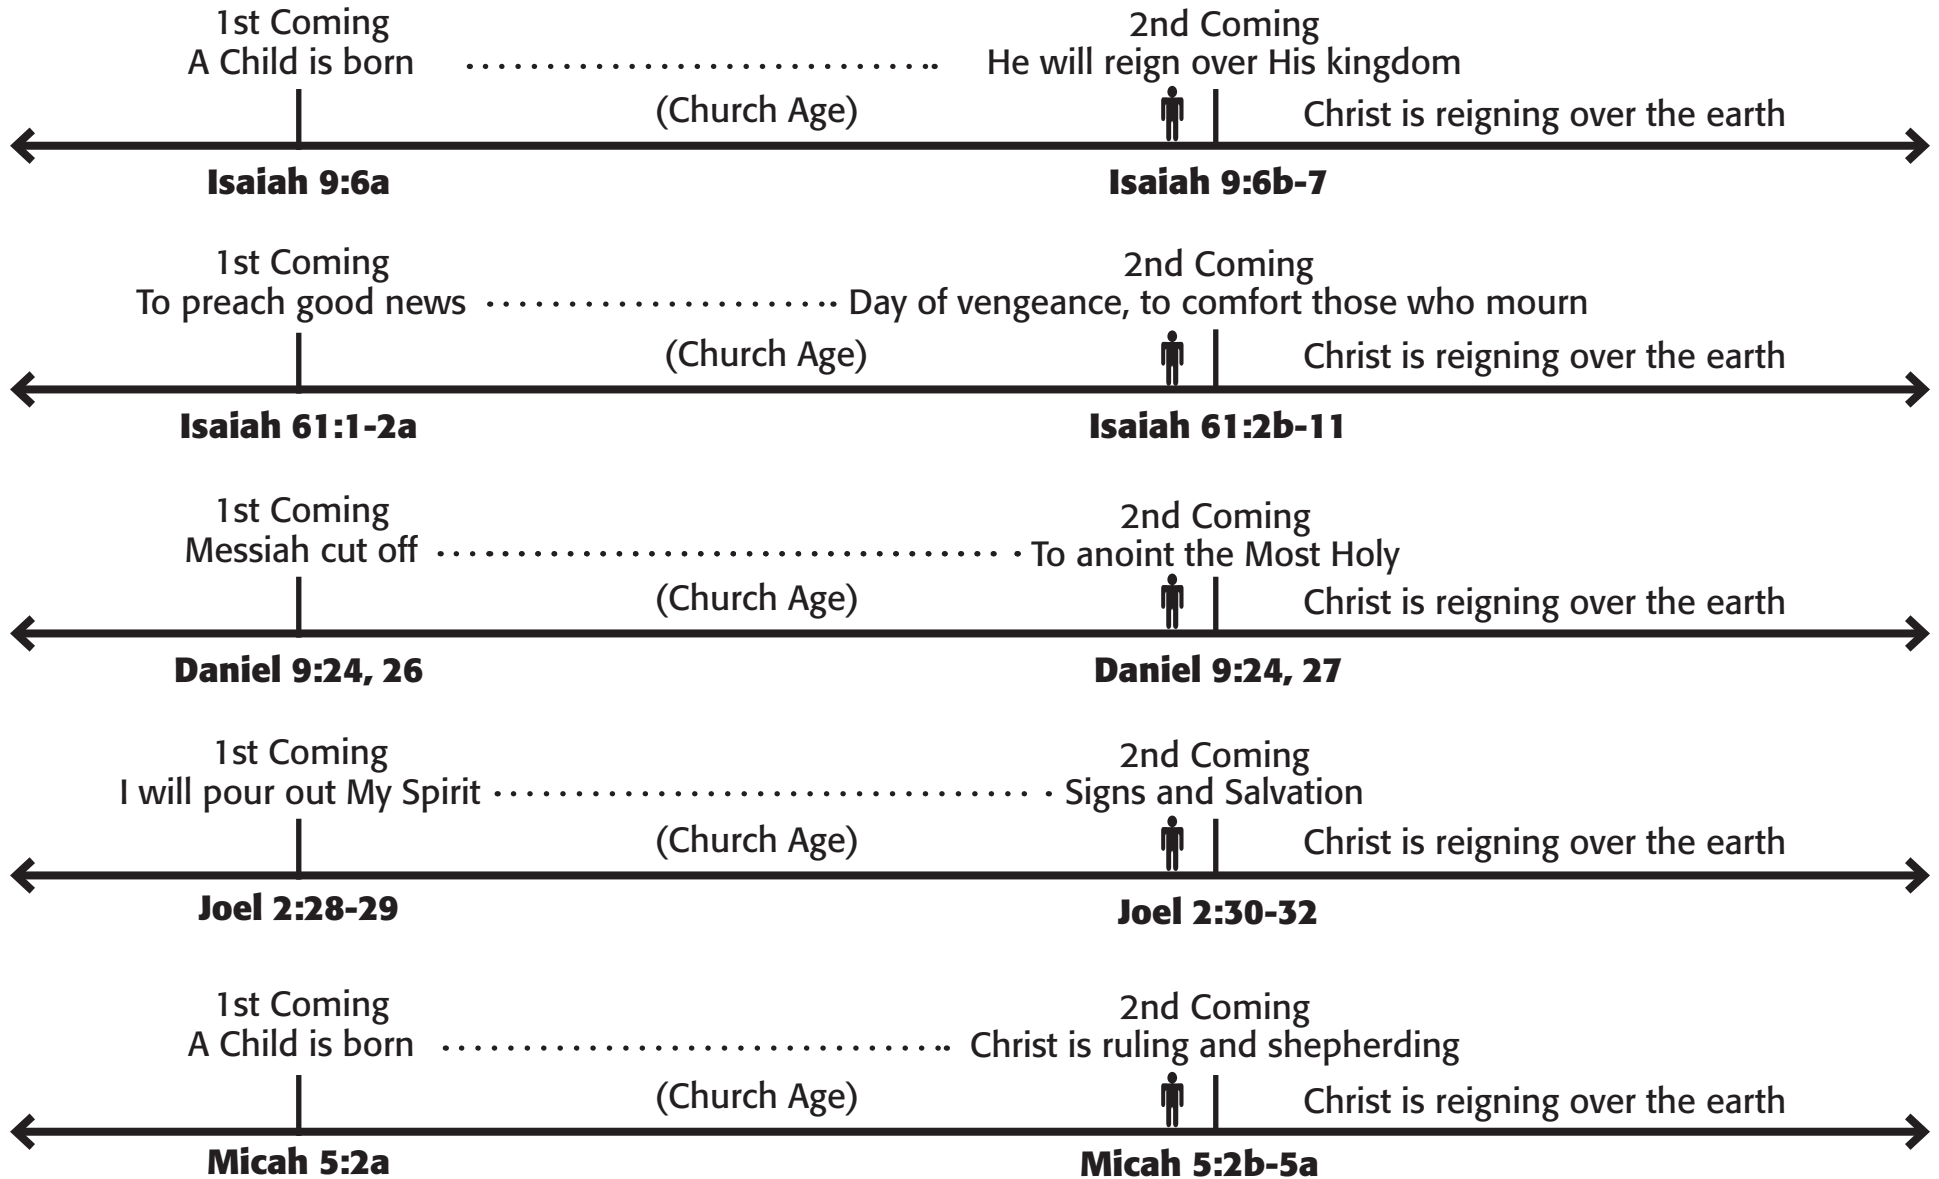 1st Coming
A Child is born
2nd Coming
He will reign over His kingdom
(Church Age)
Christ is reigning over the earth
Isaiah 9:6a
Isaiah 9:6b-7
1st Coming
To preach good news
2nd Coming
Day of vengeance, to comfort those who mourn
(Church Age)
Christ is reigning over the earth
Isaiah 61:1-2a
Isaiah 61:2b-11
1st Coming
Messiah cut off
2nd Coming
To anoint the Most Holy
(Church Age)
Christ is reigning over the earth
Daniel 9:24, 26
Daniel 9:24, 27
1st Coming
I will pour out My Spirit
2nd Coming
Signs and Salvation
(Church Age)
Christ is reigning over the earth
Joel 2:28-29
Joel 2:30-32
1st Coming
A Child is born
2nd Coming
Christ is ruling and shepherding
(Church Age)
Christ is reigning over the earth
Micah 5:2a
Micah 5:2b-5a